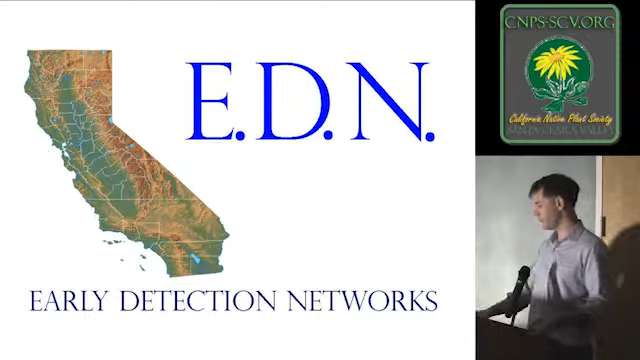 E.D.N.
EARLY DETECTION NETWORKS
CNPS-SCV.ORG
California Native Plant Society
SANTA CLARA VALLEY